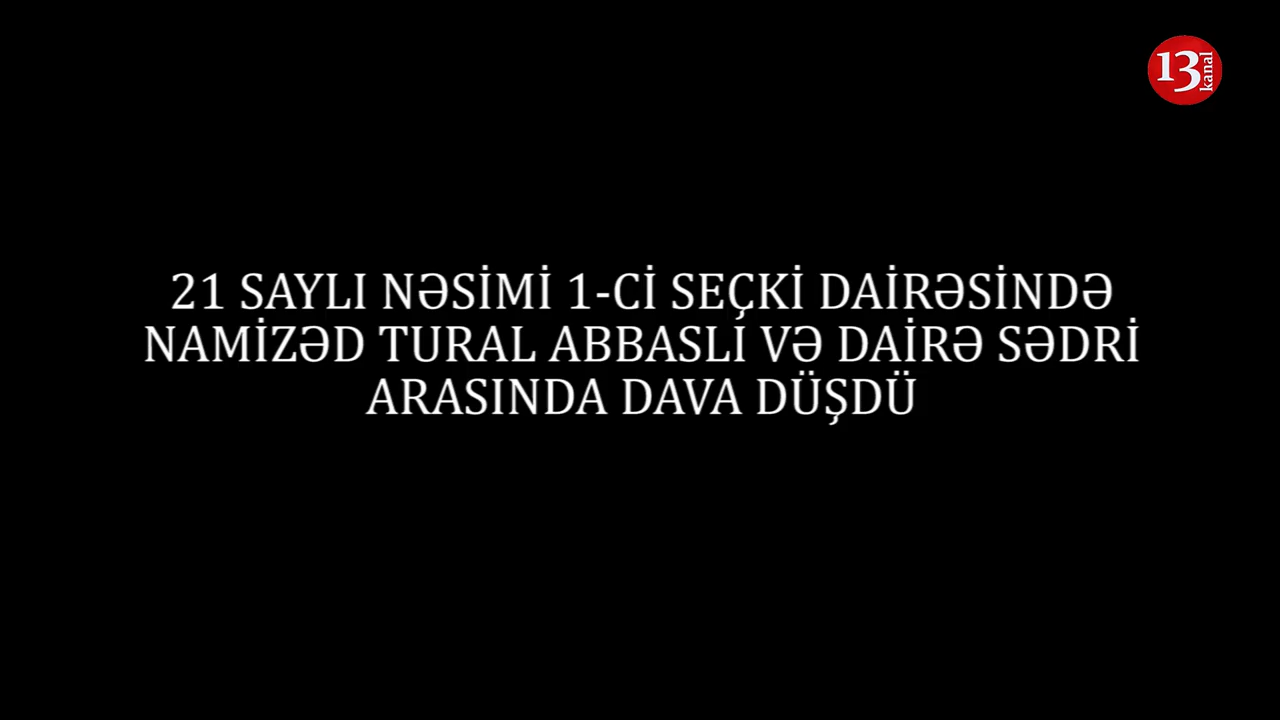 13
kanal
21 SAYLI NƏSİMİ 1-Cİ SEÇKİ DAİRƏSİNDƏ
NAMİZƏD TURAL ABBASLI VƏ DAİRƏ SƏDRİ
ARASINDA DAVA DÜŞDÜ